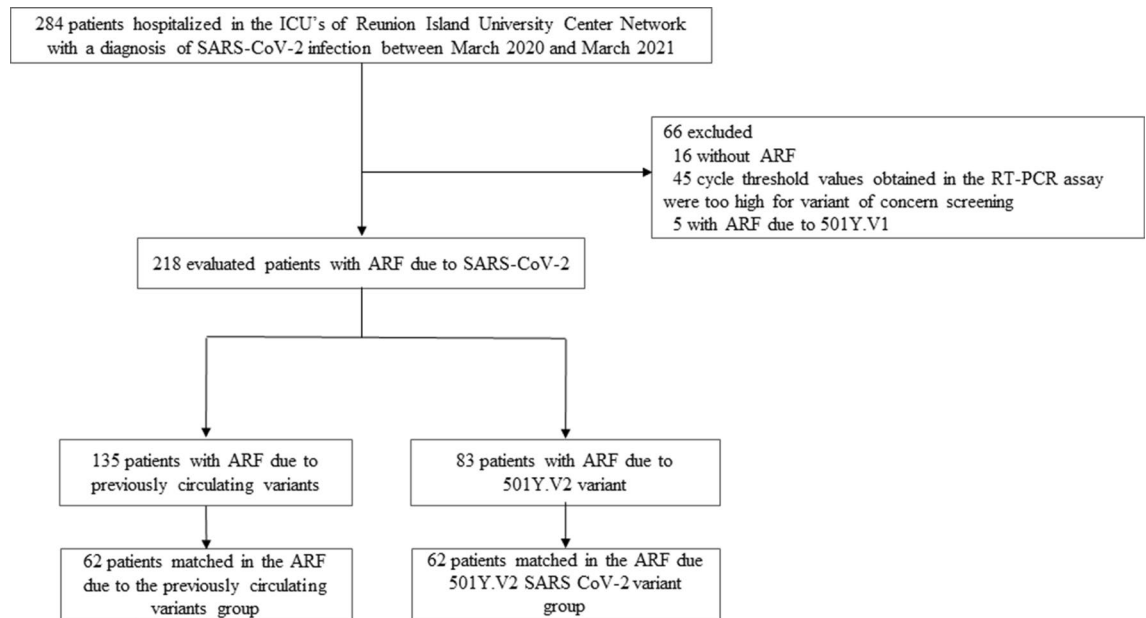 284 patients hospitalized in the ICU's of Reunion Island University Center Network
with a diagnosis of SARS-CoV-2 infection between March 2020 and March 2021
66 excluded
16 without ARF
45 cycle threshold values obtained in the RT-PCR assay
were too high for variant of concern screening
5 with ARF due to 501Y.V1
218 evaluated patients with ARF due to SARS-CoV-2
135 patients with ARF due to
previously circulating variants
83 patients with ARF due to
501Y.V2 variant
62 patients matched in the ARF
due to the previously circulating
variants group
62 patients matched in the ARF due
501Y.V2 SARS CoV-2 variant
group